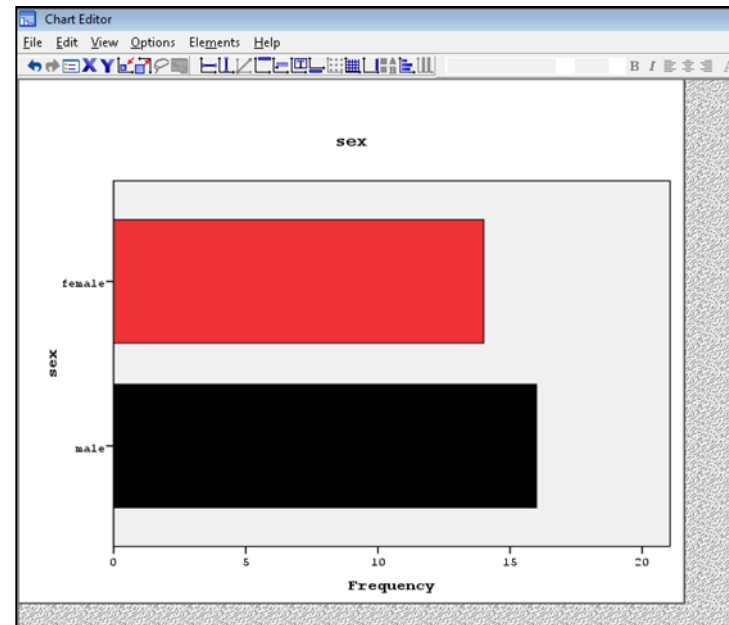 Chart Editor
File Edit View Options Elements Help
X Y B I
sex
female
sex
male
0 5 10 15 20
Frequency